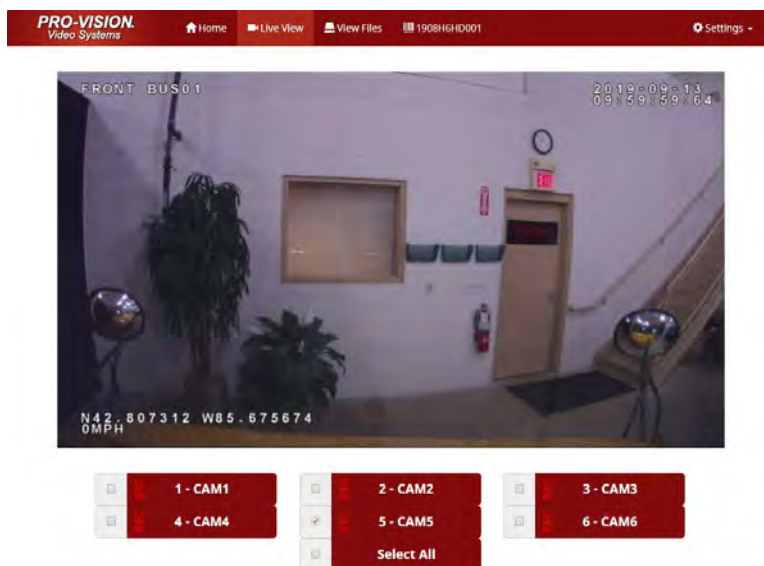 PRO-VISION.
Video Systems
Home
Live View
View Files
1908H6HD001
Settings
FRONT BUS01
2019-09-13
09:59:59:64
EXIT
N42.807312 W85.675674
0MPH
1 - CAM1
2 - CAM2
3 - CAM3
4 - CAM4
5 - CAM5
6 - CAM6
Select All